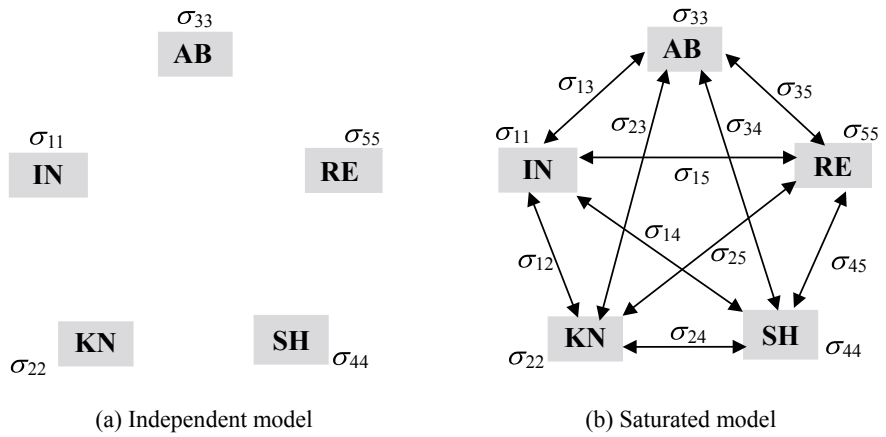 σ33
AB
σ11
IN
σ55
RE
σ22
KN
SH
σ44
(a) Independent model
σ33
AB
σ13
σ35
σ23
σ34
σ11
IN
σ55
RE
σ15
σ14
σ12
σ25
σ45
σ22
KN
σ24
SH
σ44
(b) Saturated model